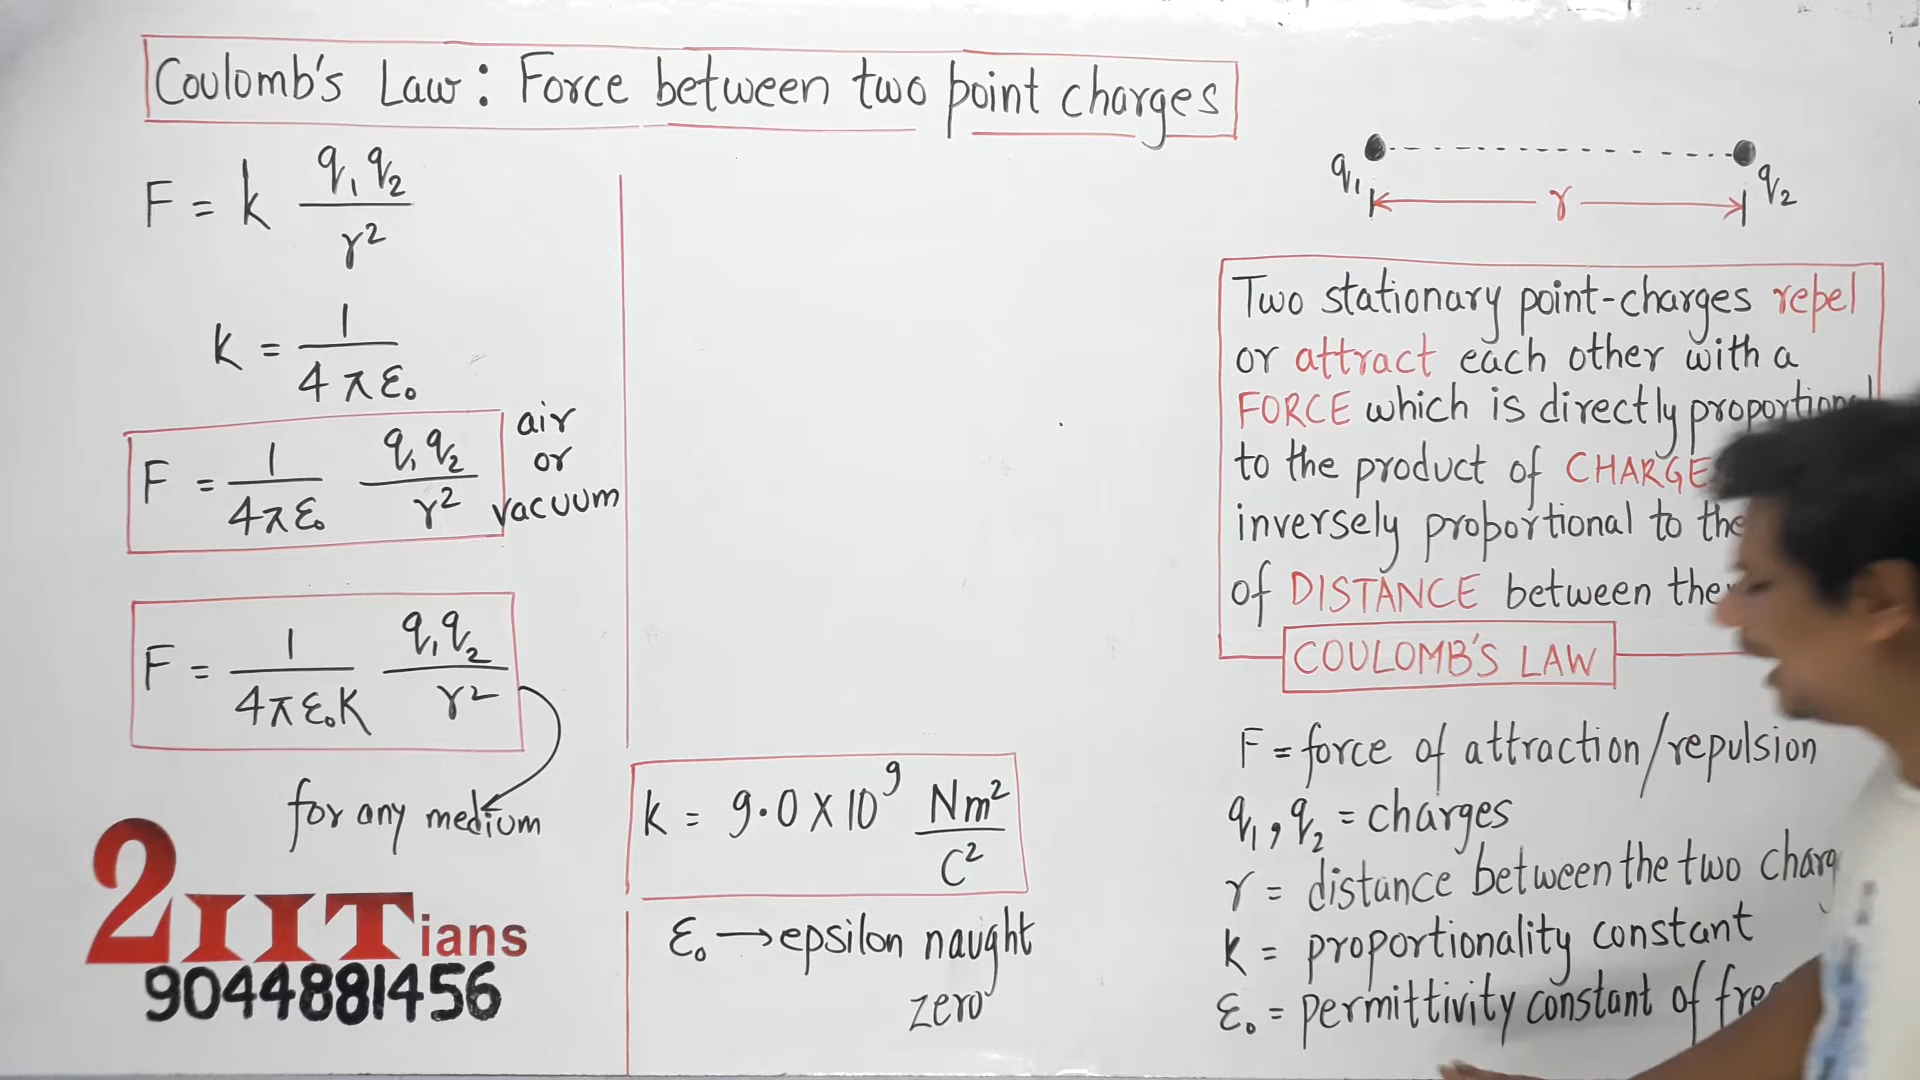 Coulomb's Law: Force between two point charges
F = k q₁q₂/r²
k = 1/4πε₀
F = 1/4πε₀ q₁q₂/r²
air
or
vacuum
F = 1/4πε₀K q₁q₂/r²
for any medium
2IITians
9044881456
k = 9.0 X 10⁹ Nm²/C²
ε₀ → epsilon naught
zero
q₁ q₂
r
Two stationary point-charges repel
or attract each other with a
FORCE which is directly proportional
to the product of CHARGE
inversely proportional to the
of DISTANCE between
COULOMB'S LAW
F = force of attraction/repulsion
q₁, q₂ = charges
r = distance between the two
k = proportionality constant
ε₀ = permittivity constant of